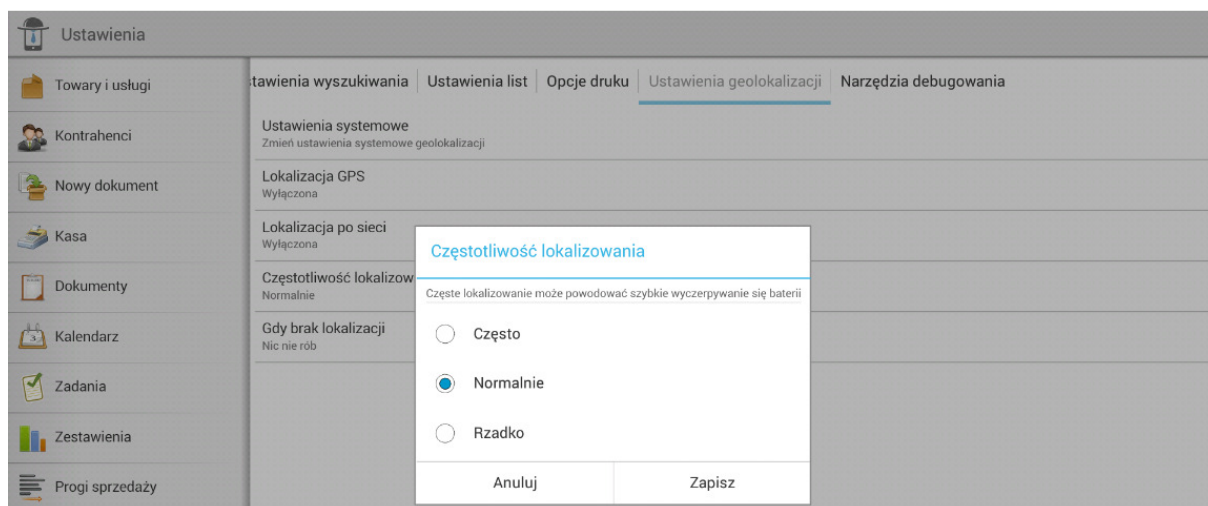 Ustawienia
Towary i usługi
Kontrahenci
Nowy dokument
Kasa
Dokumenty
Kalendarz
Zadania
Zestawienia
Progi sprzedaży
tawienia wyszukiwania Ustawienia list Opcje druku Ustawienia geolokalizacji Narzędzia debugowania
Ustawienia systemowe
Zmień ustawienia systemowe geolokalizacji
Lokalizacja GPS
Wyłączona
Lokalizacja po sieci
Wyłączona
Częstotliwość lokalizow
Normalnie
Gdy brak lokalizacji
Nic nie rób
Częstotliwość lokalizowania
Częste lokalizowanie może powodować szybkie wyczerpywanie się baterii
Często
Normalnie
Rzadko
Anuluj Zapisz